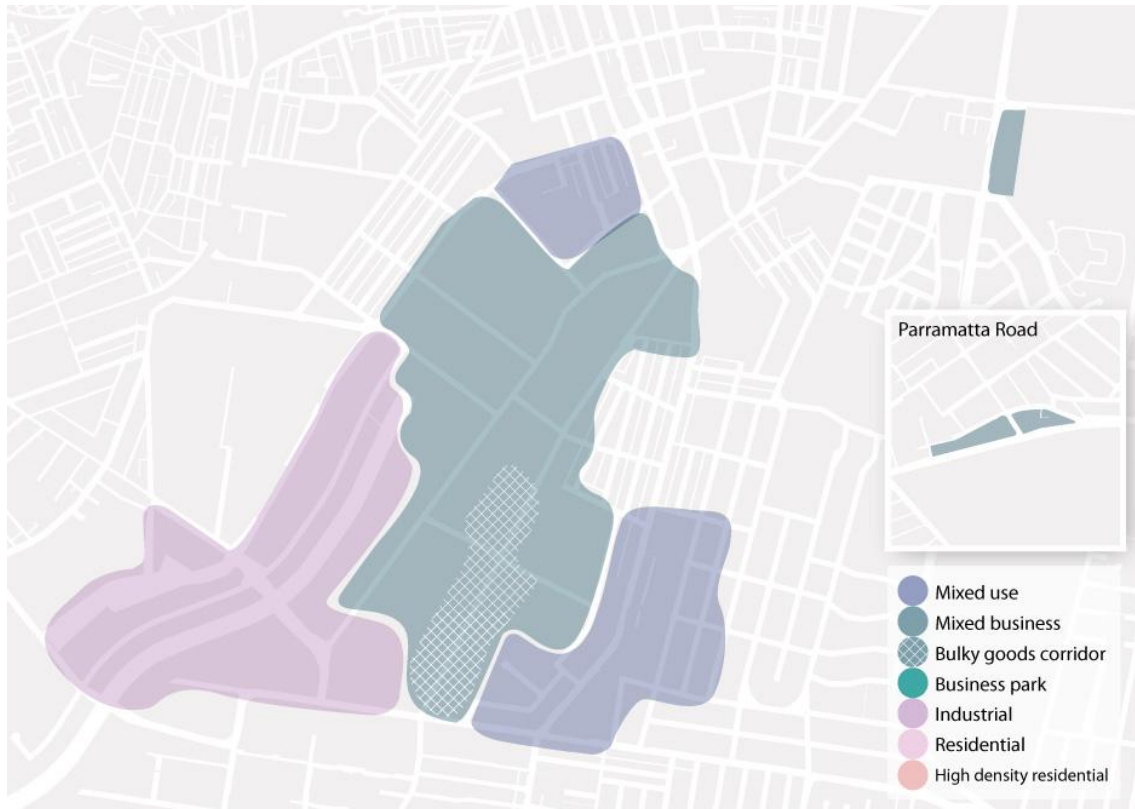 Parramatta Road
Mixed use
Mixed business
Bulky goods corridor
Business park
Industrial
Residential
High density residential